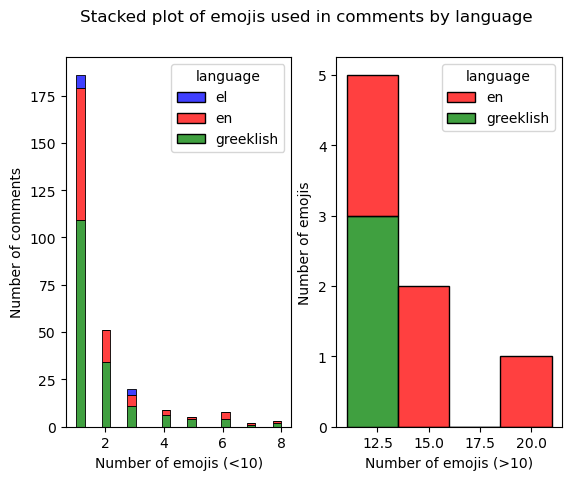 Stacked plot of emojis used in comments by language
Number of comments
175
150
125
100
75
50
25
0
language
el
en
greeklish
2 4 6 8
Number of emojis (<10)
Number of emojis
5
4
3
2
1
0
language
en
greeklish
12.5 15.0 17.5 20.0
Number of emojis (>10)